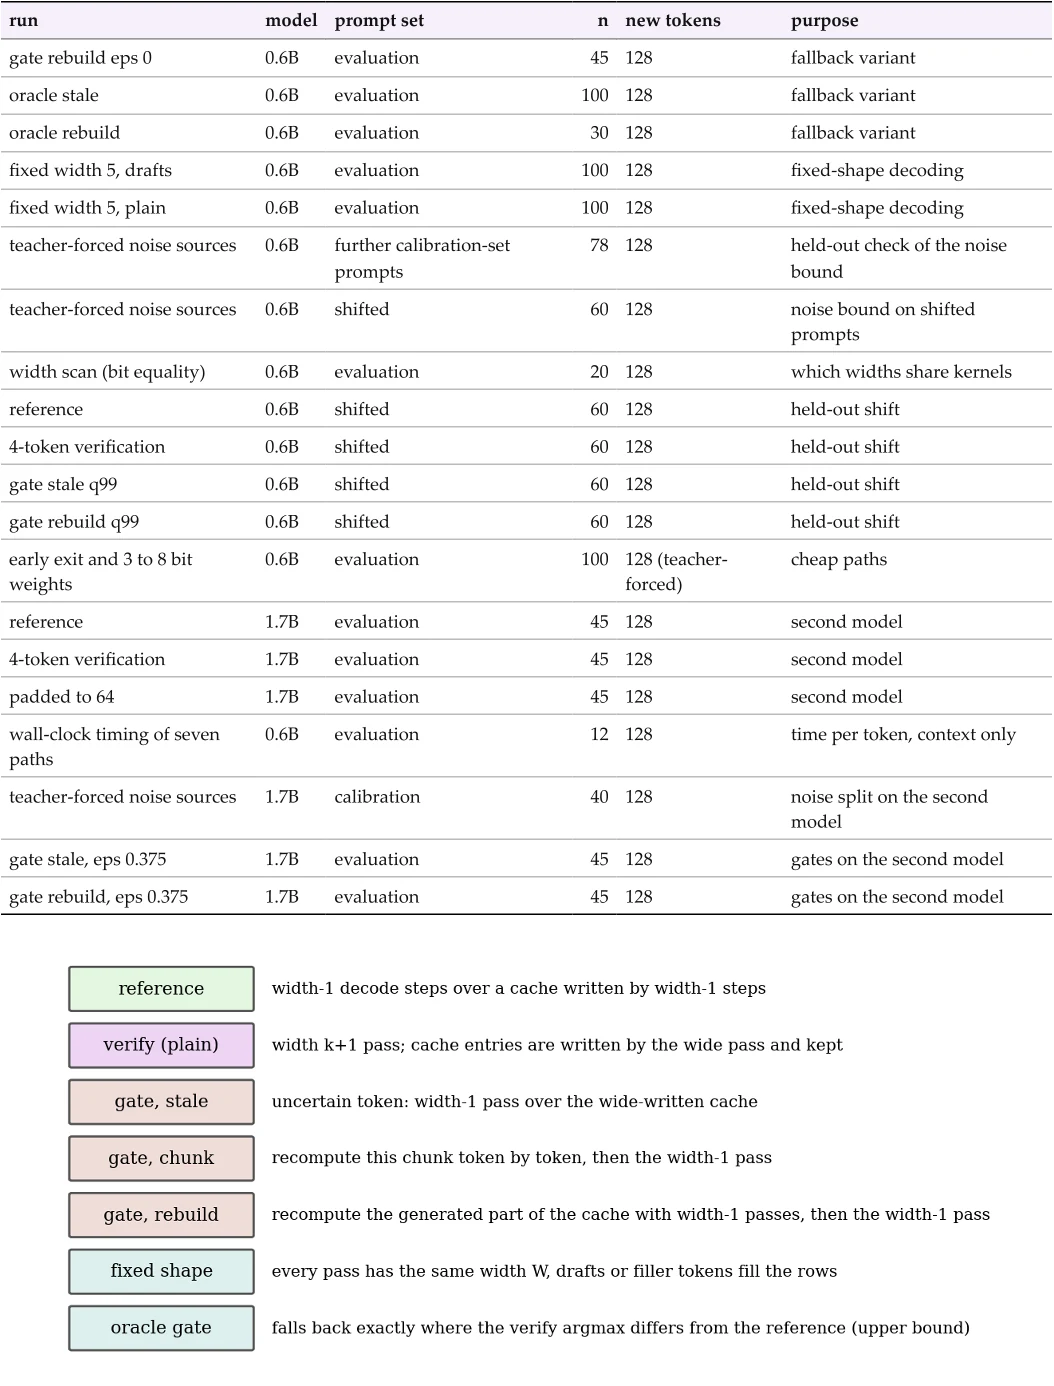 run model prompt set n new tokens purpose
gate rebuild eps 0 0.6B evaluation 45 128 fallback variant
oracle stale 0.6B evaluation 100 128 fallback variant
oracle rebuild 0.6B evaluation 30 128 fallback variant
fixed width 5, drafts 0.6B evaluation 100 128 fixed-shape decoding
fixed width 5, plain 0.6B evaluation 100 128 fixed-shape decoding
teacher-forced noise sources 0.6B further calibration-set 78 128 held-out check of the noise
prompts bound
teacher-forced noise sources 0.6B shifted 60 128 noise bound on shifted
prompts
width scan (bit equality) 0.6B evaluation 20 128 which widths share kernels
reference 0.6B shifted 60 128 held-out shift
4-token verification 0.6B shifted 60 128 held-out shift
gate stale q99 0.6B shifted 60 128 held-out shift
gate rebuild q99 0.6B shifted 60 128 held-out shift
early exit and 3 to 8 bit 0.6B evaluation 100 128 (teacher- cheap paths
weights forced)
reference 1.7B evaluation 45 128 second model
4-token verification 1.7B evaluation 45 128 second model
padded to 64 1.7B evaluation 45 128 second model
wall-clock timing of seven 0.6B evaluation 12 128 time per token, context only
paths
teacher-forced noise sources 1.7B calibration 40 128 noise split on the second
model
gate stale, eps 0.375 1.7B evaluation 45 128 gates on the second model
gate rebuild, eps 0.375 1.7B evaluation 45 128 gates on the second model
reference width-1 decode steps over a cache written by width-1 steps
verify (plain) width k+1 pass; cache entries are written by the wide pass and kept
gate, stale uncertain token: width-1 pass over the wide-written cache
gate, chunk recompute this chunk token by token, then the width-1 pass
gate, rebuild recompute the generated part of the cache with width-1 passes, then the width-1 pass
fixed shape every pass has the same width W, drafts or filler tokens fill the rows
oracle gate falls back exactly where the verify argmax differs from the reference (upper bound)